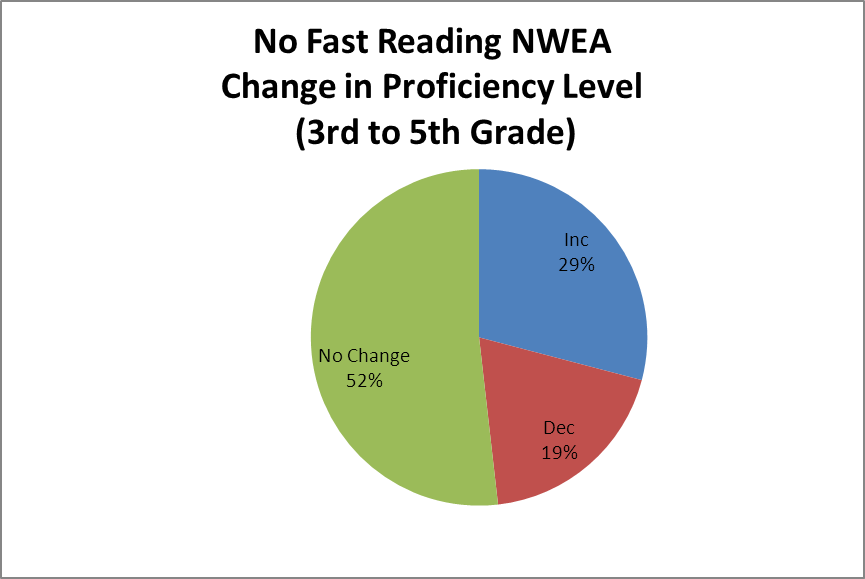 No Fast Reading NWEA
Change in Proficiency Level
(3rd to 5th Grade)
Inc
29%
No Change
52%
Dec
19%